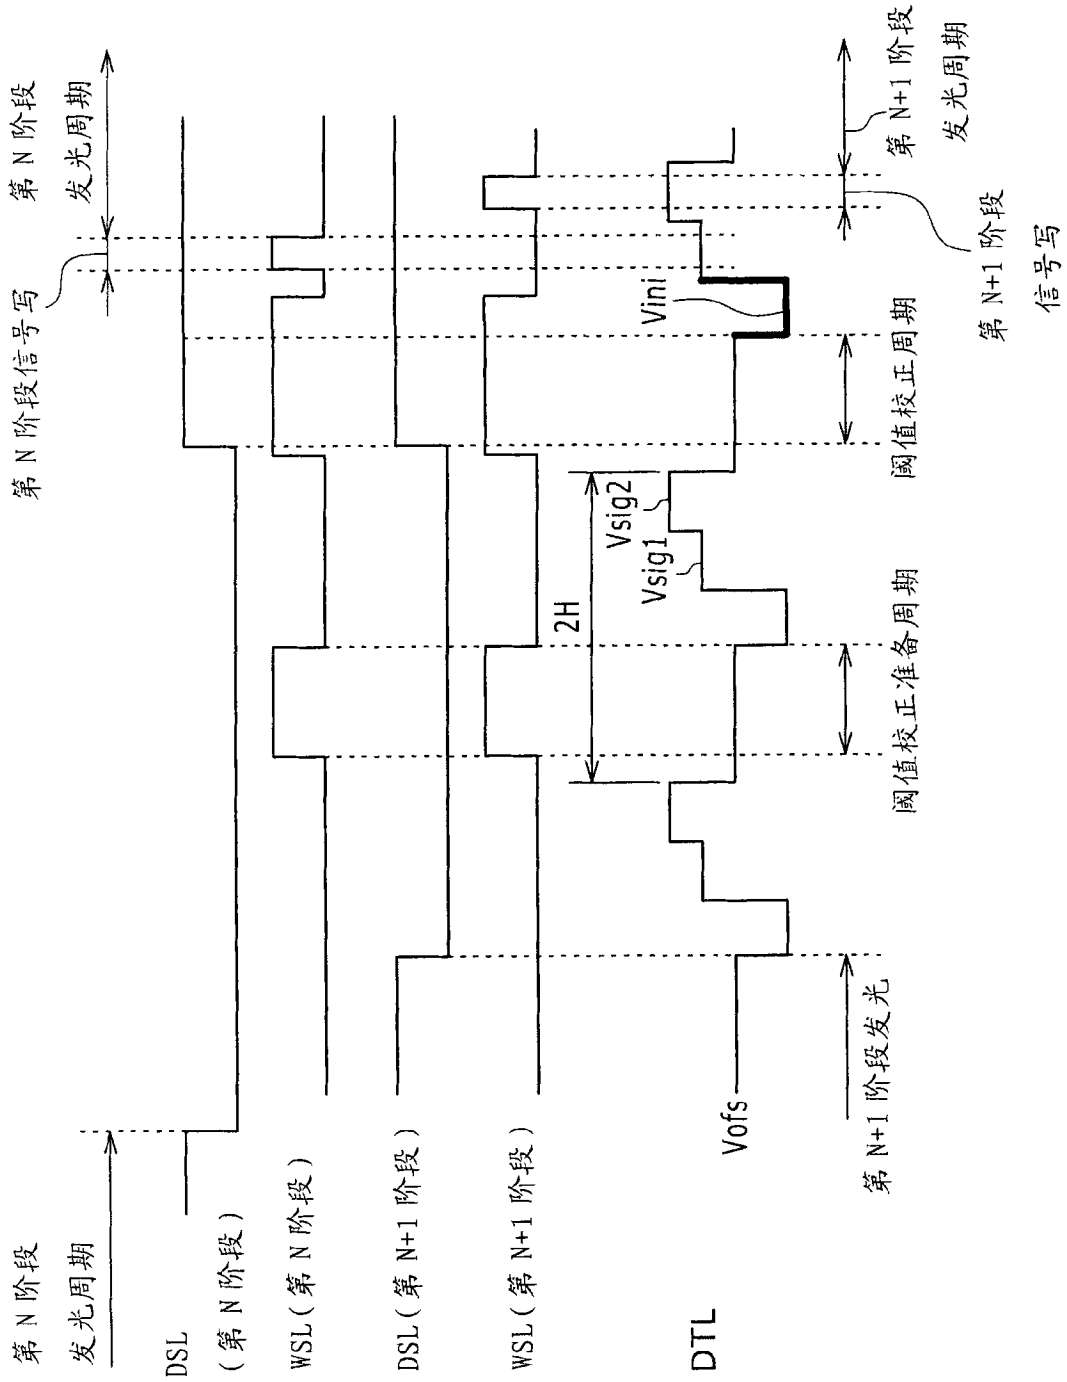 第 N 阶段
发光周期
第 N 阶段信号写
第 N 阶段
发光周期
DSL
(第 N 阶段)
WSL(第 N 阶段)
DSL(第 N+1 阶段)
WSL(第 N+1 阶段)
2H
Vsig1
Vsig2
Vini
DTL
Vofs
第 N+1 阶段发光
阈值校正准备周期
阈值校正周期
第 N+1 阶段
信号写
第 N+1 阶段
发光周期